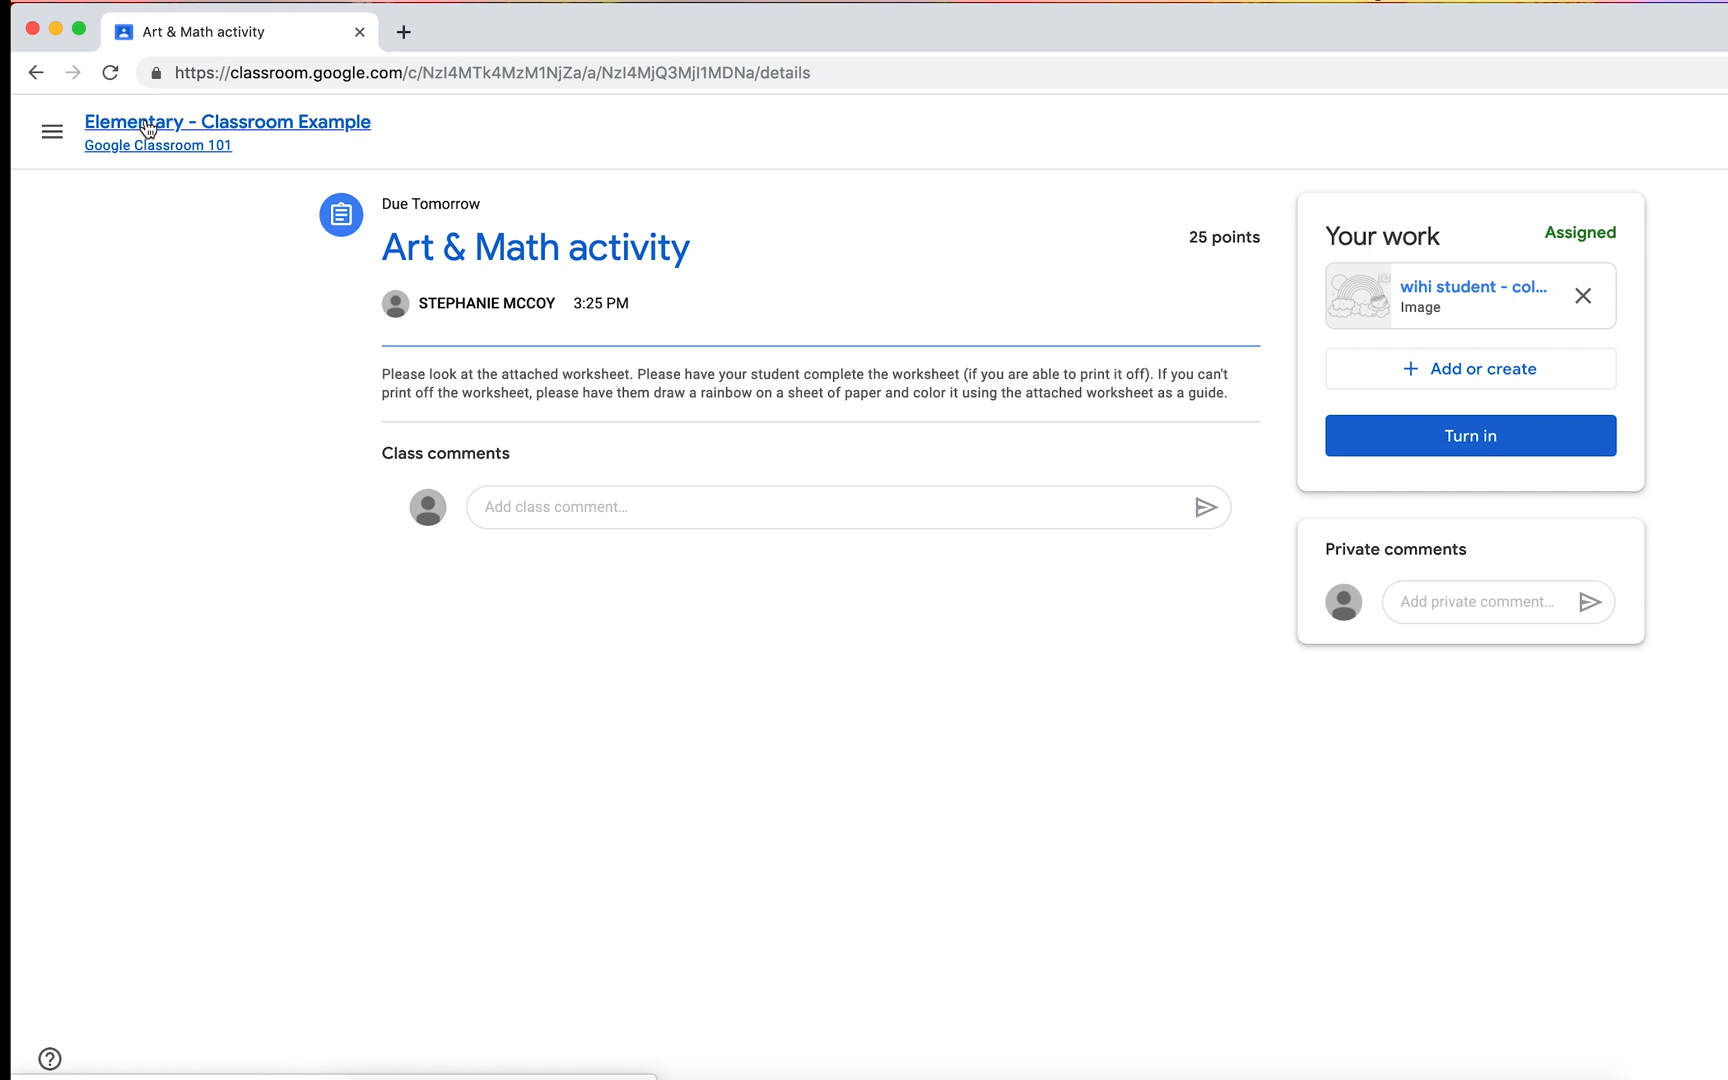 Art & Math activity
https://classroom.google.com/c/NzI4MTk4MzM1NjZa/a/NzI4MjQ3MjI1MDNa/details
Elementary - Classroom Example
Google Classroom 101
Due Tomorrow
Art & Math activity
25 points
STEPHANIE MCCOY 3:25 PM
Please look at the attached worksheet. Please have your student complete the worksheet (if you are able to print it off). If you can't
print off the worksheet, please have them draw a rainbow on a sheet of paper and color it using the attached worksheet as a guide.
Class comments
Add class comment...
Your work
Assigned
wihi student - col...
Image
+ Add or create
Turn in
Private comments
Add private comment...